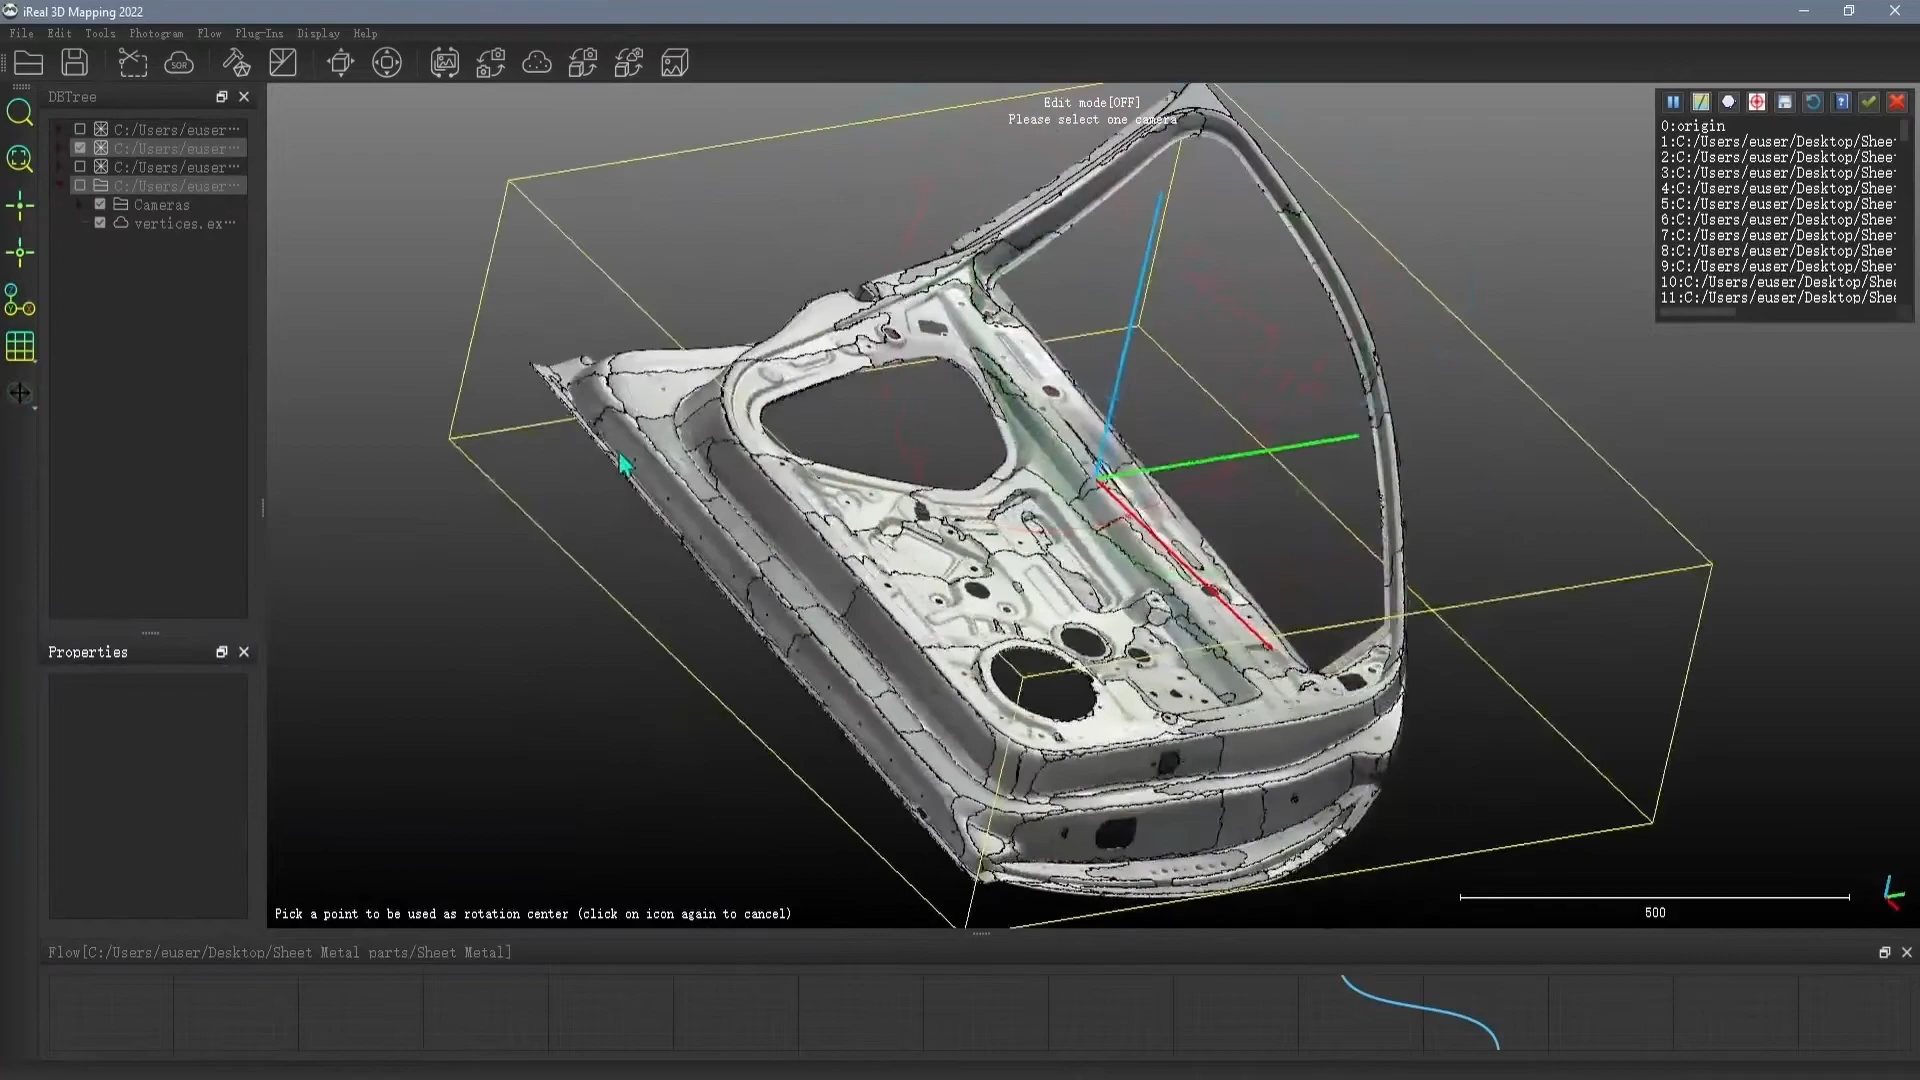 iReal 3D Mapping 2022
File Edit Tools Photogram Flow Plug-Ins Display Help
SOR
DBTree
C:/Users/euser···
C:/Users/euser···
C:/Users/euser···
C:/Users/euser···
Cameras
vertices.ex···
Properties
Edit mode[OFF]
Please select one camera
0:origin
1:C:/Users/euser/Desktop/Shee
2:C:/Users/euser/Desktop/Shee
3:C:/Users/euser/Desktop/Shee
4:C:/Users/euser/Desktop/Shee
5:C:/Users/euser/Desktop/Shee
6:C:/Users/euser/Desktop/Shee
7:C:/Users/euser/Desktop/Shee
8:C:/Users/euser/Desktop/Shee
9:C:/Users/euser/Desktop/Shee
10:C:/Users/euser/Desktop/She
11:C:/Users/euser/Desktop/She
Pick a point to be used as rotation center (click on icon again to cancel)
500
Flow[C:/Users/euser/Desktop/Sheet Metal parts/Sheet Metal]